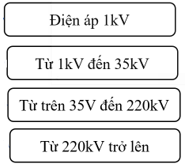 Điện áp 1kV
Từ 1kV đến 35kV
Từ trên 35V đến 220kV
Từ 220kV trở lên